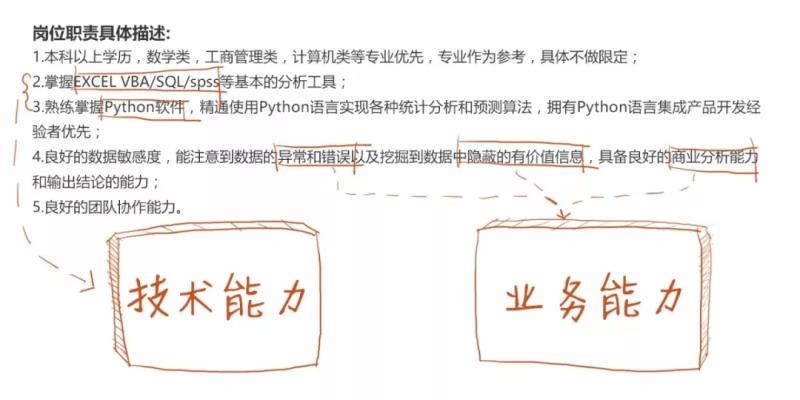 岗位职责具体描述:
1.本科以上学历，数学类，工商管理类，计算机类等专业优先，专业作为参考，具体不做限定；
2.掌握EXCEL VBA/SQL/spss等基本的分析工具；
3.熟练掌握Python软件，精通使用Python语言实现各种统计分析和预测算法，拥有Python语言集成产品开发经
验者优先；
4.良好的数据敏感度，能注意到数据的异常和错误以及挖掘到数据中隐蔽的有价值信息，具备良好的商业分析能力
和输出结论的能力；
5.良好的团队协作能力。
技术能力
业务能力